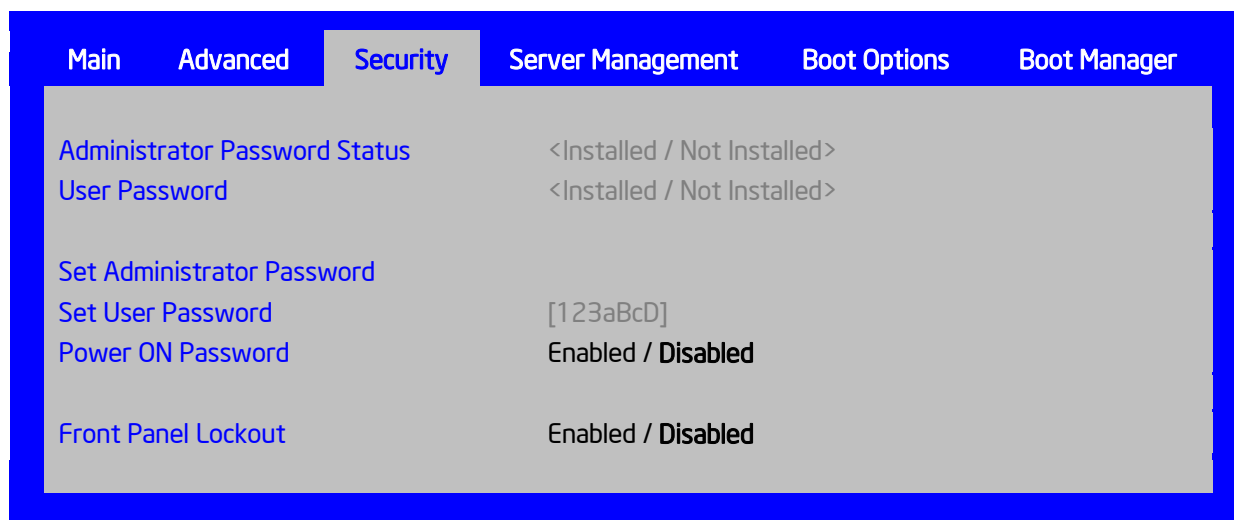 Main Advanced Security Server Management Boot Options Boot Manager
Administrator Password Status <Installed / Not Installed>
User Password <Installed / Not Installed>
Set Administrator Password
Set User Password [123aBcD]
Power ON Password Enabled / Disabled
Front Panel Lockout Enabled / Disabled